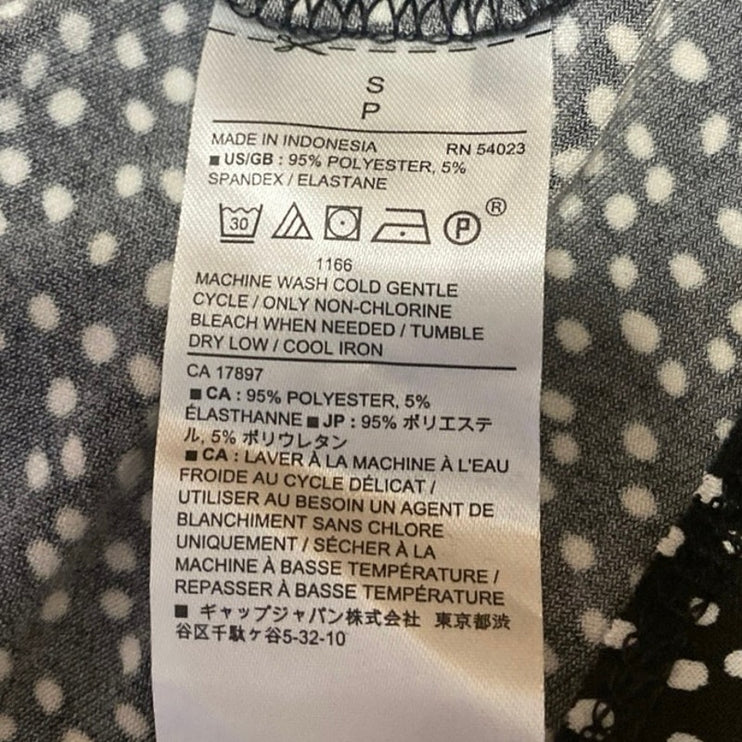 S
P
MADE IN INDONESIA RN 54023
■ US/GB : 95% POLYESTER, 5%
SPANDEX / ELASTANE
30 P ®
1166
MACHINE WASH COLD GENTLE
CYCLE / ONLY NON-CHLORINE
BLEACH WHEN NEEDED / TUMBLE
DRY LOW / COOL IRON
CA 17897
■ CA : 95% POLYESTER, 5%
ÉLASTHANNE ■ JP : 95% ポリエステ
ル, 5% ポリウレタン
■ CA : LAVER À LA MACHINE À L'EAU
FROIDE AU CYCLE DÉLICAT /
UTILISER AU BESOIN UN AGENT DE
BLANCHIMENT SANS CHLORE
UNIQUEMENT / SÉCHER À LA
MACHINE À BASSE TEMPÉRATURE /
REPASSER À BASSE TEMPÉRATURE
■ ギャップジャパン株式会社 東京都渋
谷区千駄ヶ谷5-32-10